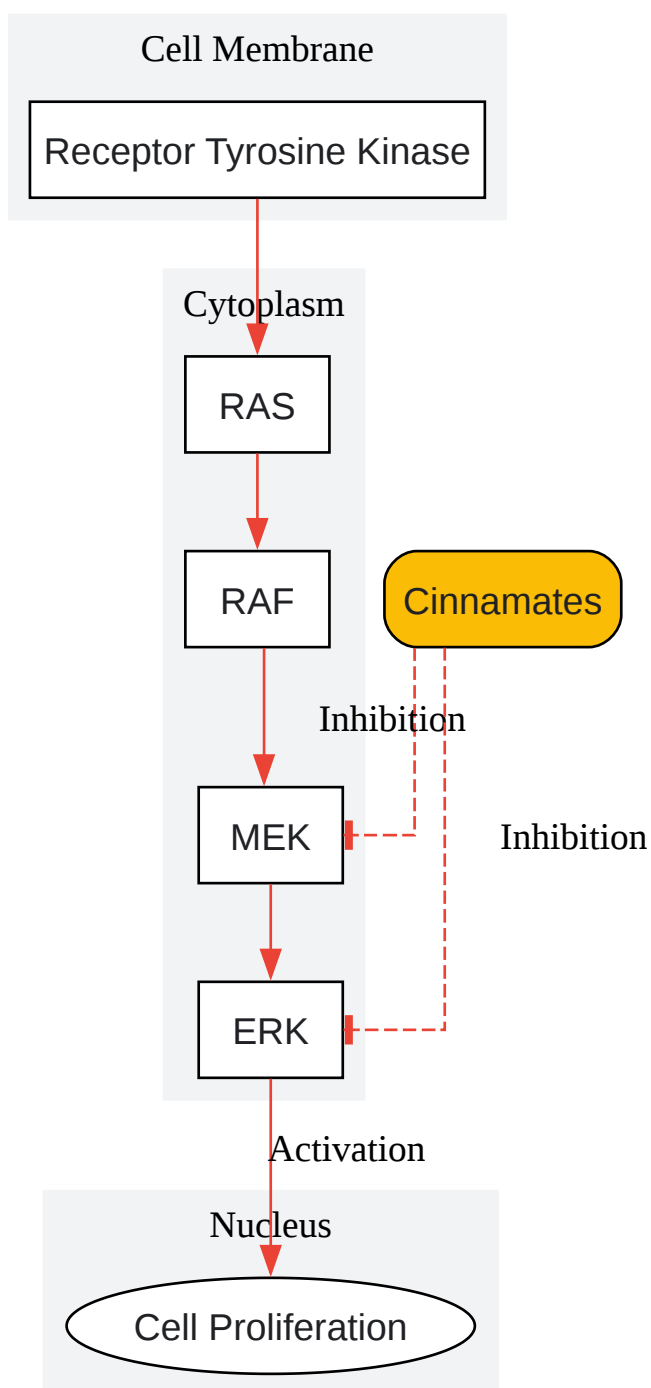 Cell Membrane
Receptor Tyrosine Kinase
Cytoplasm
RAS
RAF
Cinnamates
Inhibition
MEK
Inhibition
ERK
Activation
Nucleus
Cell Proliferation